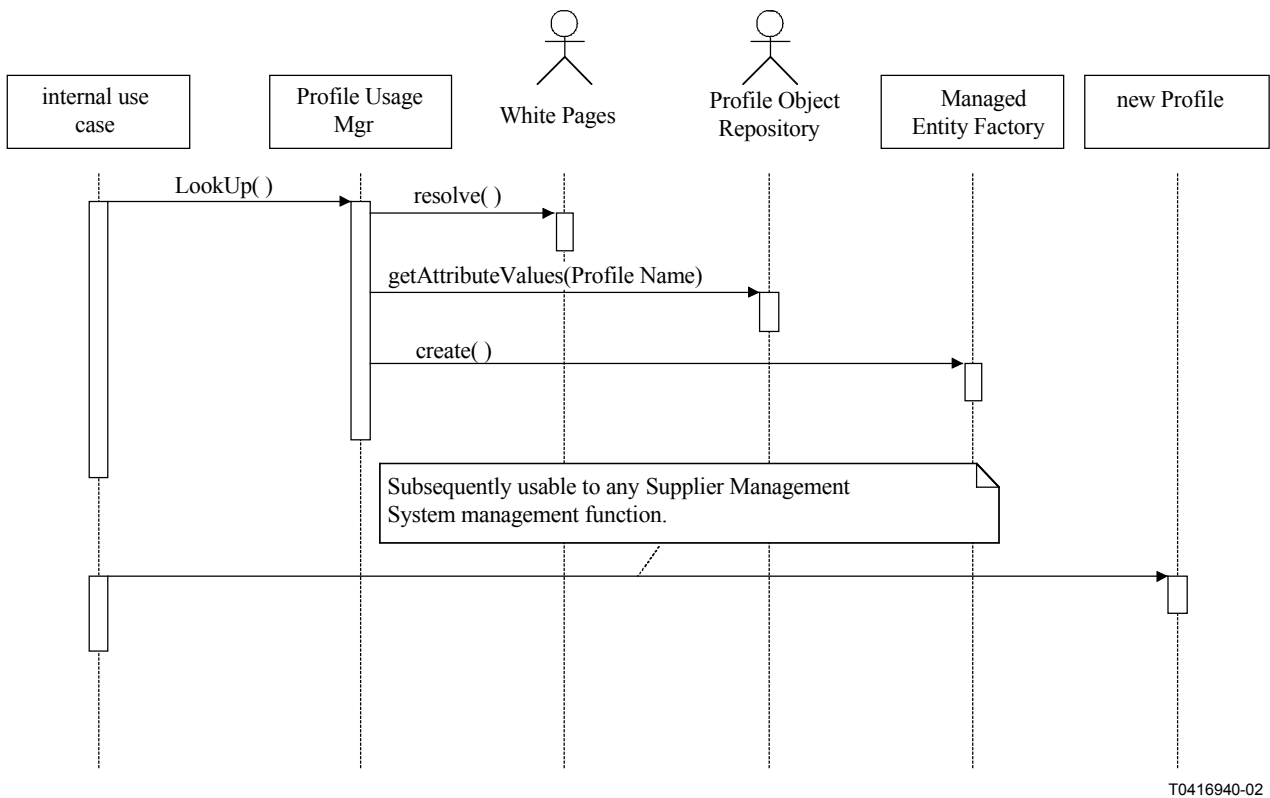 internal use
case
Profile Usage
Mgr
White Pages
Profile Object
Repository
Managed
Entity Factory
new Profile
LookUp( )
resolve( )
getAttributeValues(Profile Name)
create( )
Subsequently usable to any Supplier Management
System management function.
T0416940-02